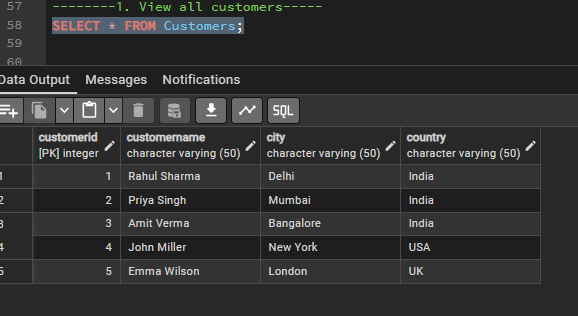 57 --------1. View all customers-----
58 SELECT * FROM Customers;
59
60
Data Output Messages Notifications
SQL
customerid customername city country
[PK] integer character varying (50) character varying (50) character varying (50)
1 1 Rahul Sharma Delhi India
2 2 Priya Singh Mumbai India
3 3 Amit Verma Bangalore India
4 4 John Miller New York USA
5 5 Emma Wilson London UK